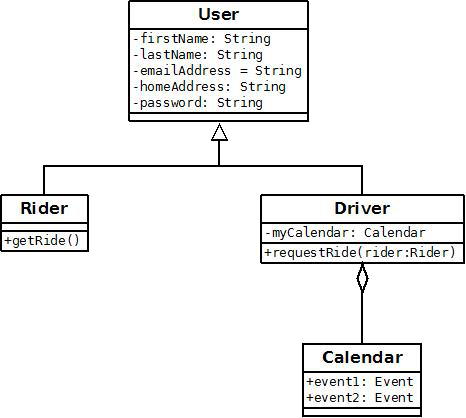 User
-firstName: String
-lastName: String
-emailAddress = String
-homeAddress: String
-password: String
Rider
+getRide()
Driver
-myCalendar: Calendar
+requestRide(rider:Rider)
Calendar
+event1: Event
+event2: Event